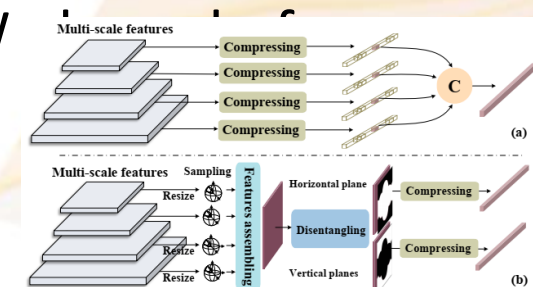 Multi-scale features
Compressing
Compressing
Compressing
Compressing
C
(a)
Multi-scale features
Sampling
Resize
Resize
Resize
Features assembling
Horizontal plane
Disentangling
Vertical planes
Compressing
Compressing
(b)